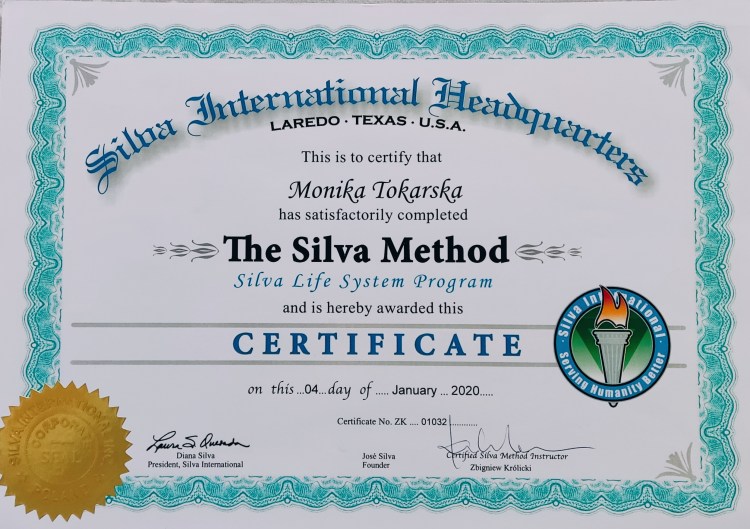 Silva International Headquarters
LAREDO · TEXAS · U.S.A.
This is to certify that
Monika Tokarska
has satisfactorily completed
The Silva Method
Silva Life System Program
and is hereby awarded this
CERTIFICATE
Silva International
Serving Humanity Better
on this ...04...day of ..... January ... 2020.....
Certificate No. ZK .... 01032
Diana Silva
President, Silva International
José Silva
Founder
Certified Silva Method Instructor
Zbigniew Królicki